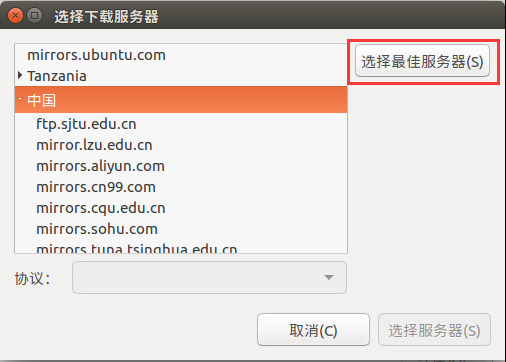 选择下载服务器
mirrors.ubuntu.com
选择最佳服务器(S)
Tanzania
中国
ftp.sjtu.edu.cn
mirror.lzu.edu.cn
mirrors.aliyun.com
mirrors.cn99.com
mirrors.cqu.edu.cn
mirrors.sohu.com
mirrors.tuna.tsinghua.edu.cn
协议：
取消(C)
选择服务器(S)